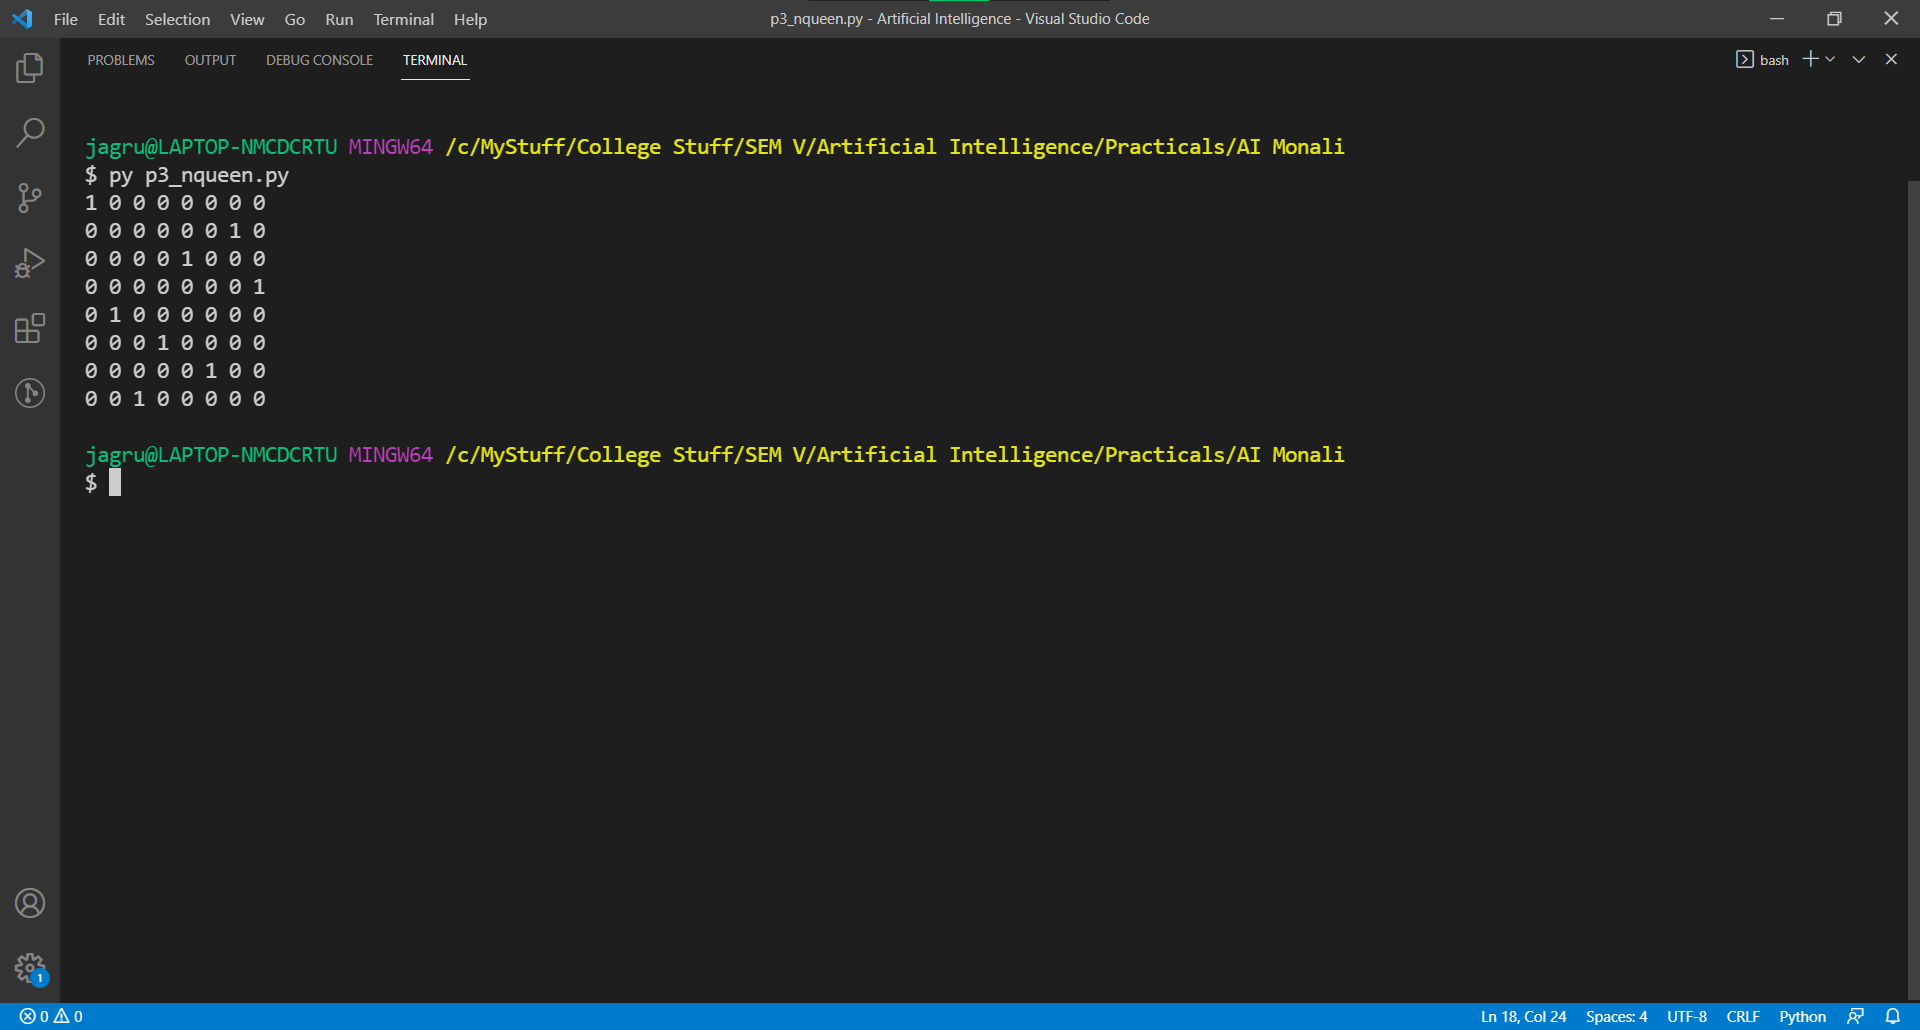 File Edit Selection View Go Run Terminal Help p3_nqueen.py - Artificial Intelligence - Visual Studio Code
PROBLEMS OUTPUT DEBUG CONSOLE TERMINAL bash
jagru@LAPTOP-NMCDCRTU MINGW64 /c/MyStuff/College Stuff/SEM V/Artificial Intelligence/Practicals/AI Monali
$ py p3_nqueen.py
1 0 0 0 0 0 0 0
0 0 0 0 0 0 1 0
0 0 0 0 1 0 0 0
0 0 0 0 0 0 0 1
0 1 0 0 0 0 0 0
0 0 0 1 0 0 0 0
0 0 0 0 0 1 0 0
0 0 1 0 0 0 0 0
jagru@LAPTOP-NMCDCRTU MINGW64 /c/MyStuff/College Stuff/SEM V/Artificial Intelligence/Practicals/AI Monali
$
1
0 0 Ln 18, Col 24 Spaces: 4 UTF-8 CRLF Python